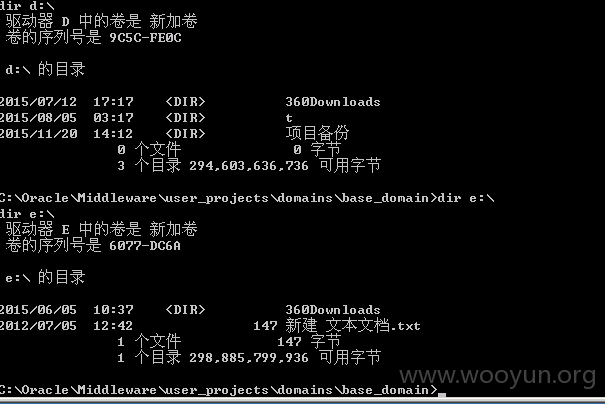 dir d:\
 驱动器 D 中的卷是 新加卷
 卷的序列号是 9C5C-FE0C
 d:\ 的目录
2015/07/12  17:17    <DIR>          360Downloads
2015/08/05  03:17    <DIR>          t
2015/11/20  14:12    <DIR>          项目备份
               0 个文件              0 字节
               3 个目录 294,603,636,736 可用字节
C:\Oracle\Middleware\user_projects\domains\base_domain>dir e:\
dir e:\
 驱动器 E 中的卷是 新加卷
 卷的序列号是 6077-DC6A
 e:\ 的目录
2015/06/05  10:37    <DIR>          360Downloads
2012/07/05  12:42               147 新建 文本文档.txt
               1 个文件            147 字节
               1 个目录 298,885,799,936 可用字节
www.wooyun.org
C:\Oracle\Middleware\user_projects\domains\base_domain>